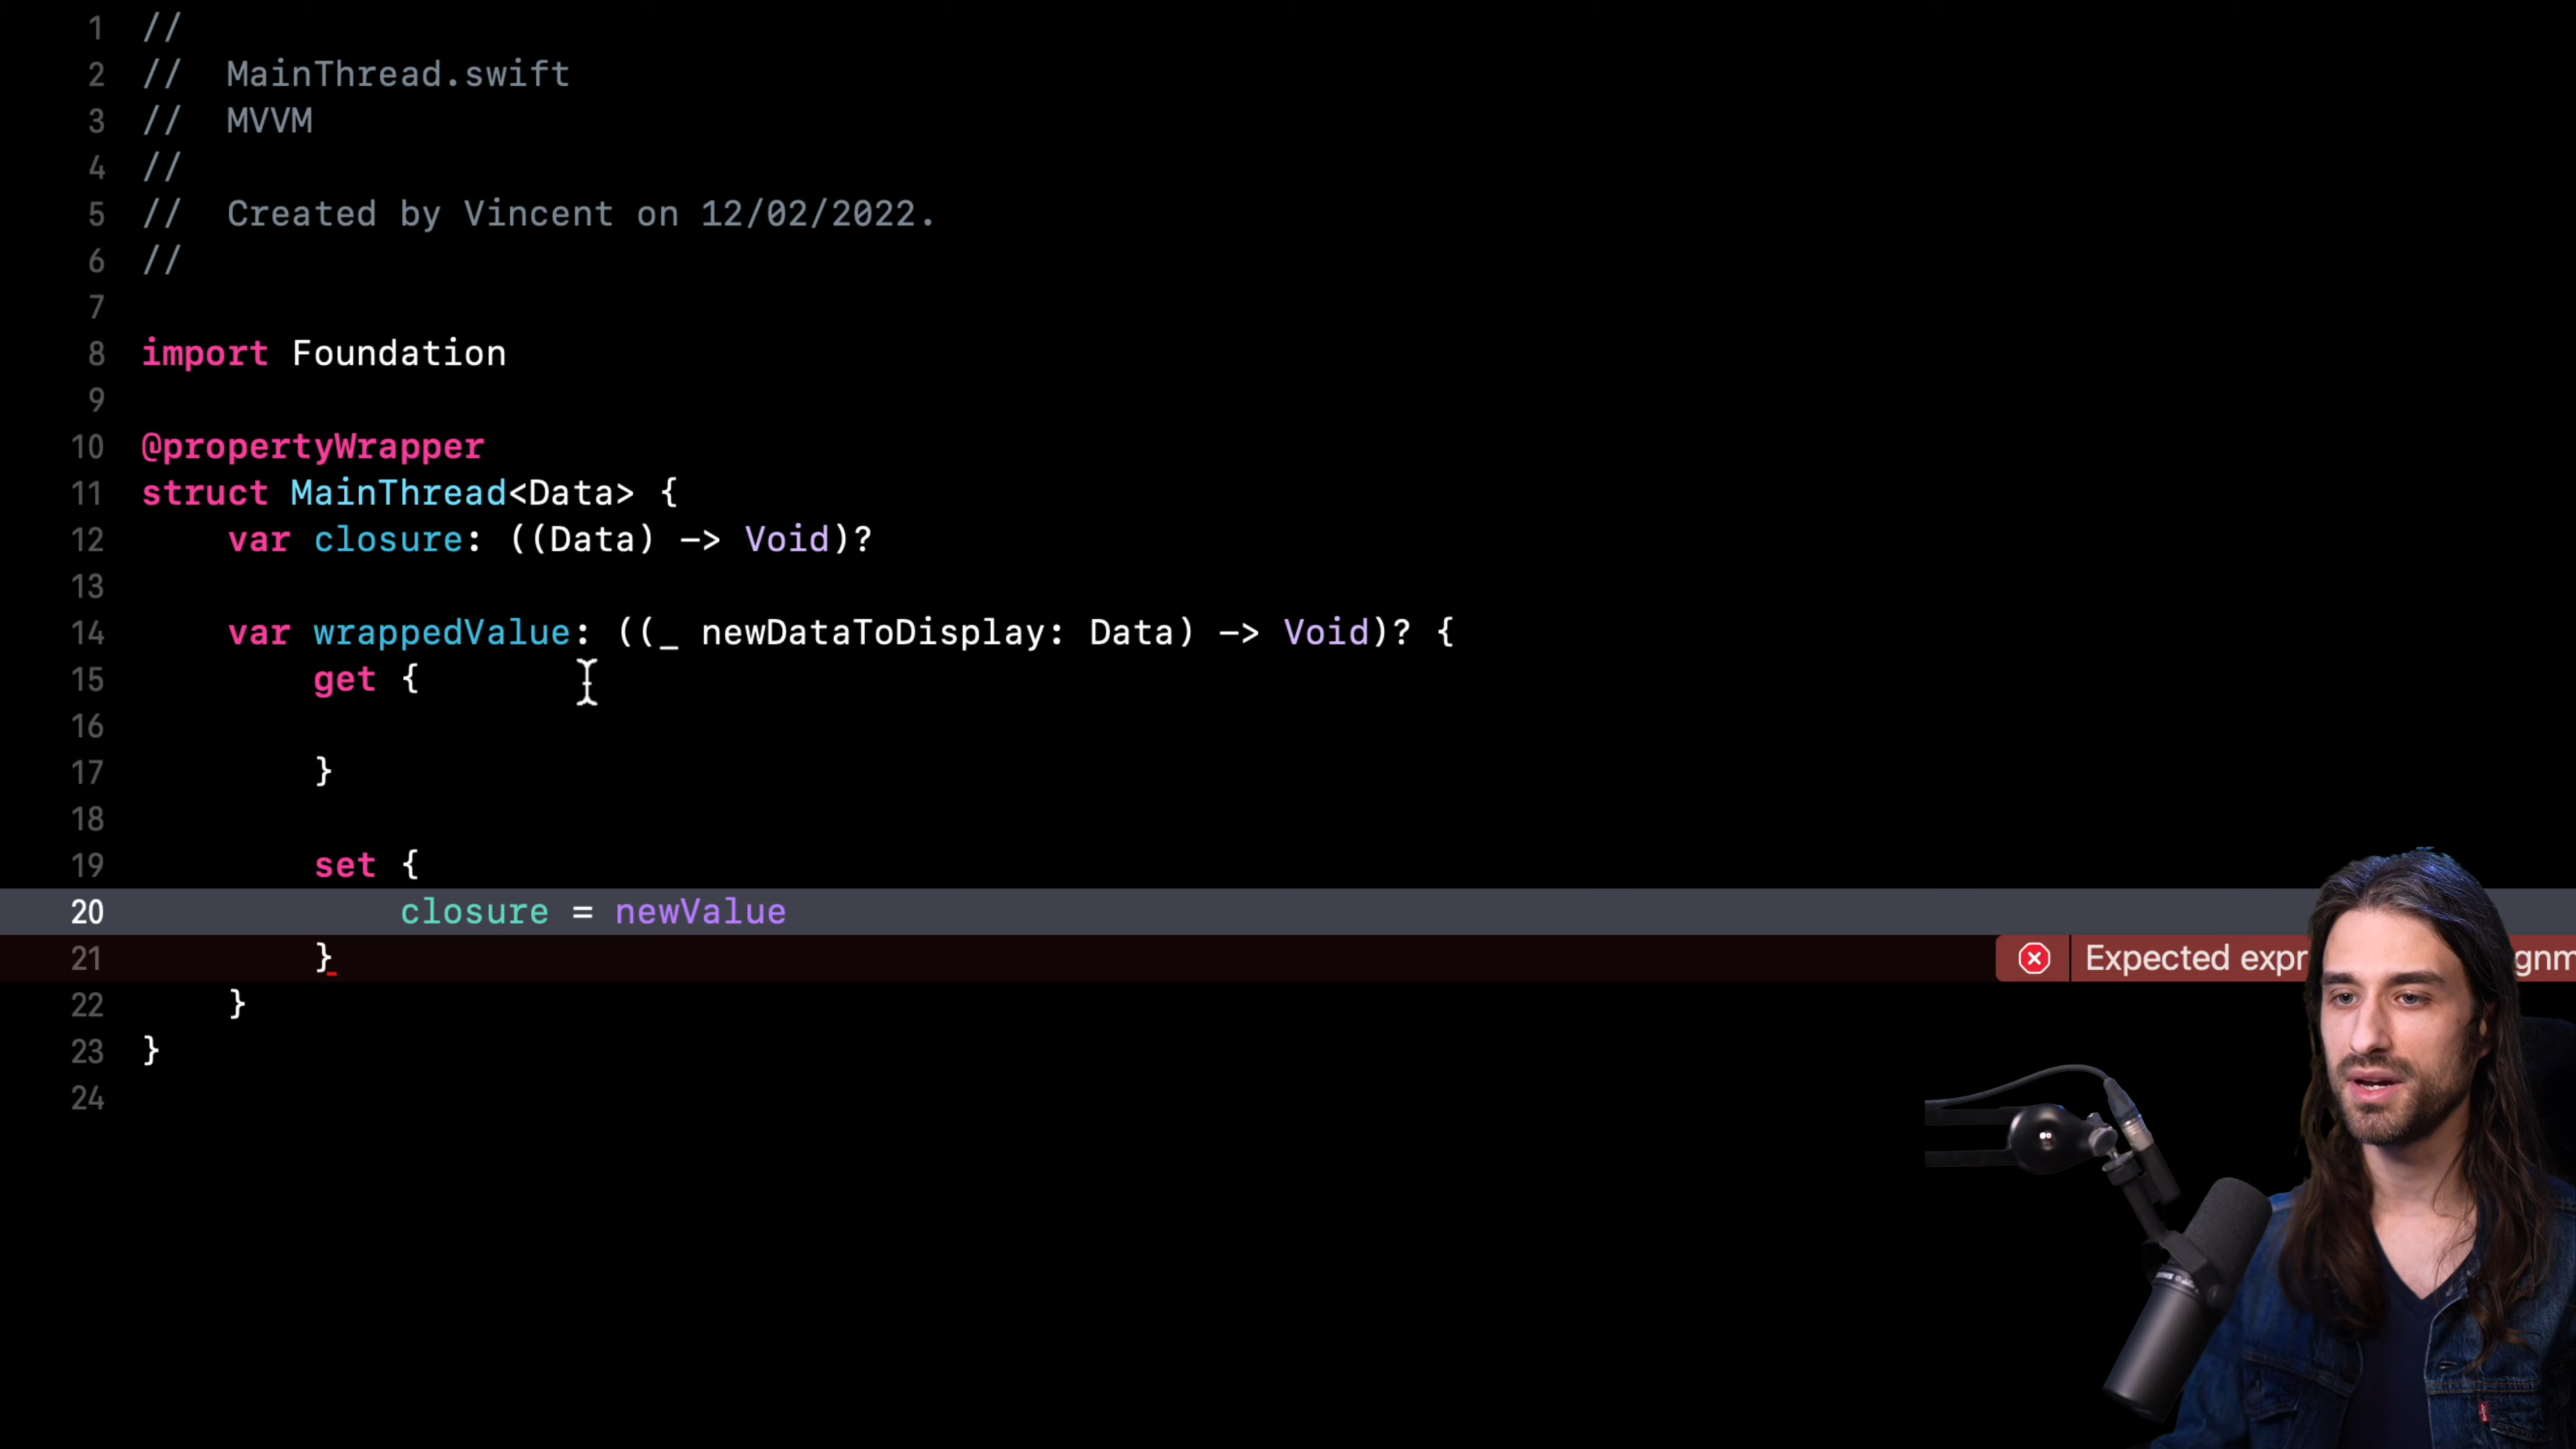 1 //
2 // MainThread.swift
3 // MVVM
4 //
5 // Created by Vincent on 12/02/2022.
6 //
7
8 import Foundation
9
10 @propertyWrapper
11 struct MainThread<Data> {
12 var closure: ((Data) -> Void)?
13
14 var wrappedValue: ((_ newDataToDisplay: Data) -> Void)? {
15 get {
16
17 }
18
19 set {
20 closure = newValue
21 } Expected
22 }
23 }
24